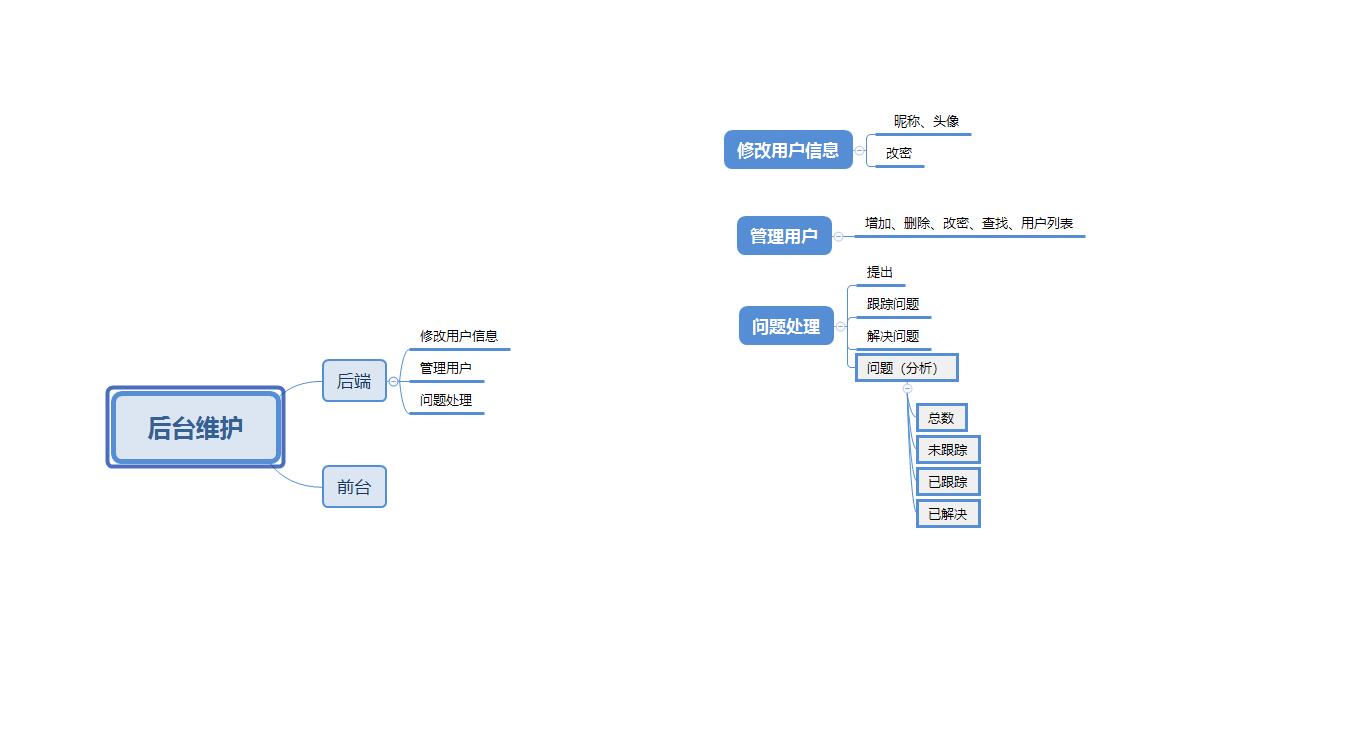 后台维护
后端
修改用户信息
管理用户
问题处理
前台
修改用户信息
昵称、头像
改密
管理用户
增加、删除、改密、查找、用户列表
问题处理
提出
跟踪问题
解决问题
问题（分析）
总数
未跟踪
已跟踪
已解决